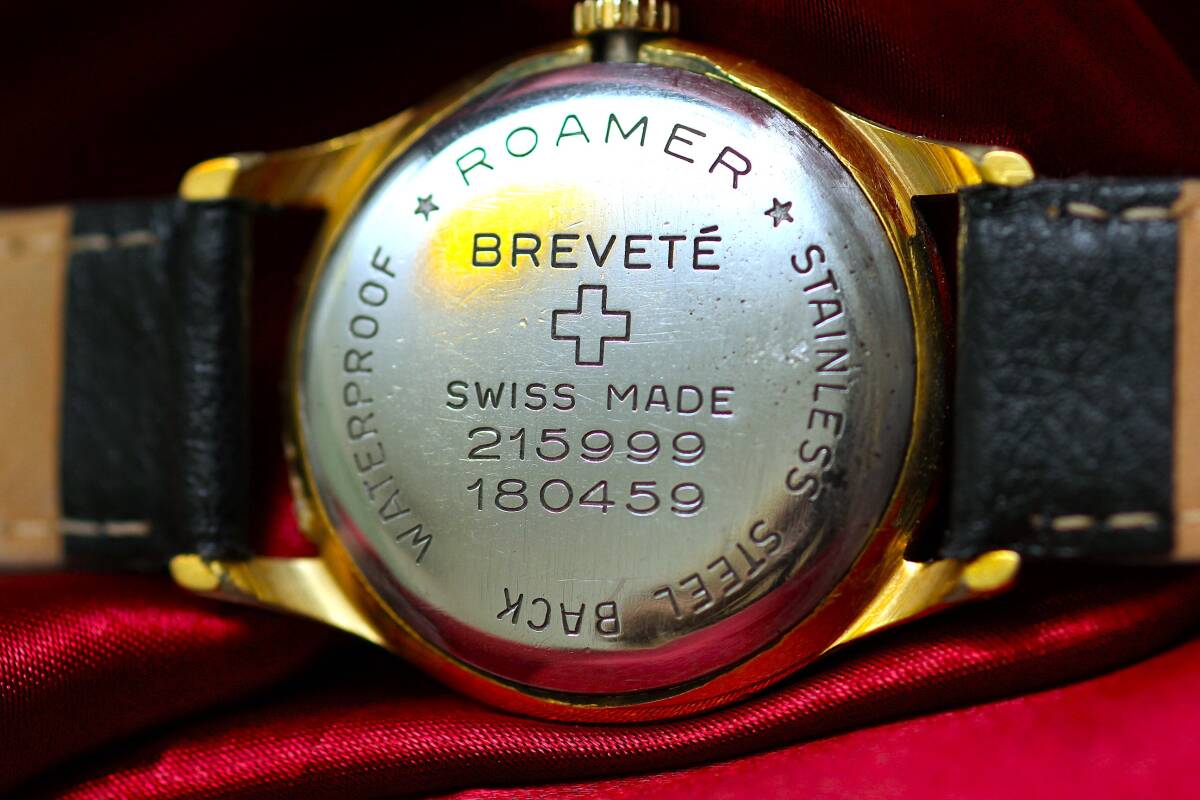 ROAMER
BREVETÉ
SWISS MADE
215999
180459
WATERPROOF
STAINLESS STEEL BACK